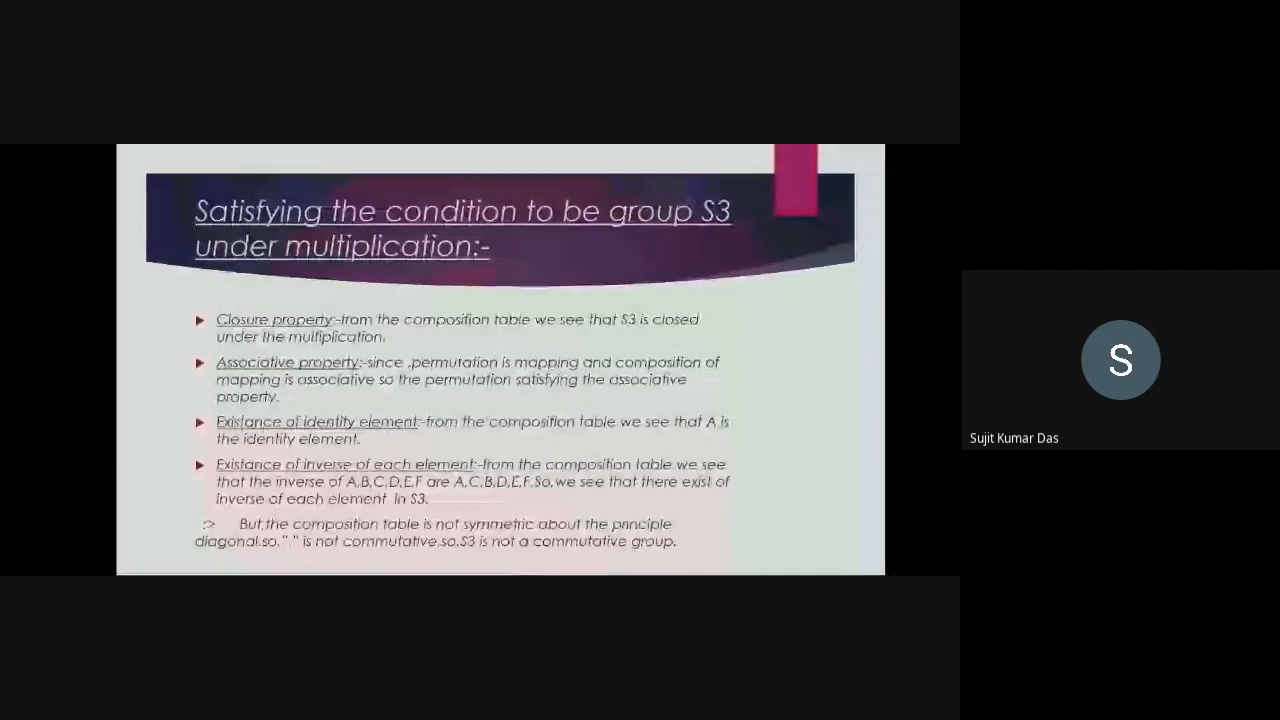 Satisfying the condition to be group S3
under multiplication:-
Closure property:-from the composition table we see that S3 is closed
under the multiplication.
Associative property:-since ,permutation is mapping and composition of
mapping is associative so the permutation satisfying the associative
property.
Existance of identity element:-from the composition table we see that A is
the identity element.
Existance of inverse of each element:-from the composition table we see
that the inverse of A,B,C,D,E,F are A,C,B,D,E,F.So,we see that there exist of
inverse of each element In S3.
:> But,the composition table is not symmetric about the principle
diagonal.so,"." is not commutative.so,S3 is not a commutative group.
S
Sujit Kumar Das